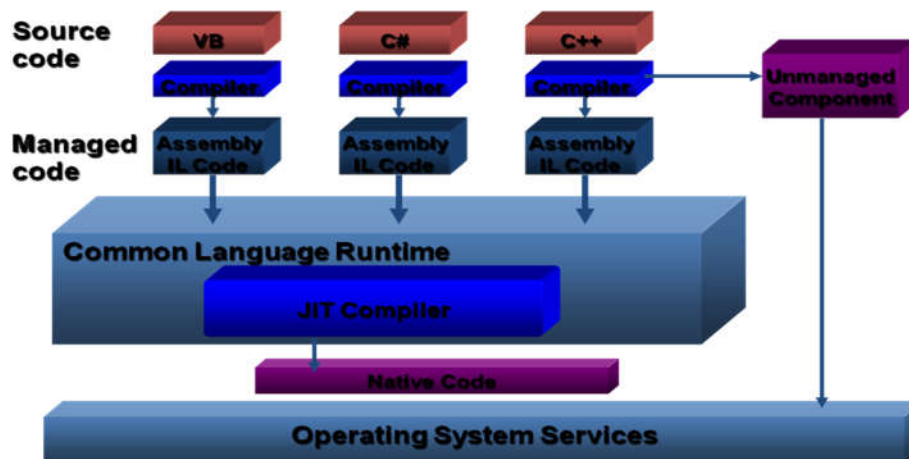 Source
code
VB
C#
C++
Compiler
Compiler
Compiler
Unmanaged
Component
Managed
code
Assembly
IL Code
Assembly
IL Code
Assembly
IL Code
Common Language Runtime
JIT Compiler
Native Code
Operating System Services